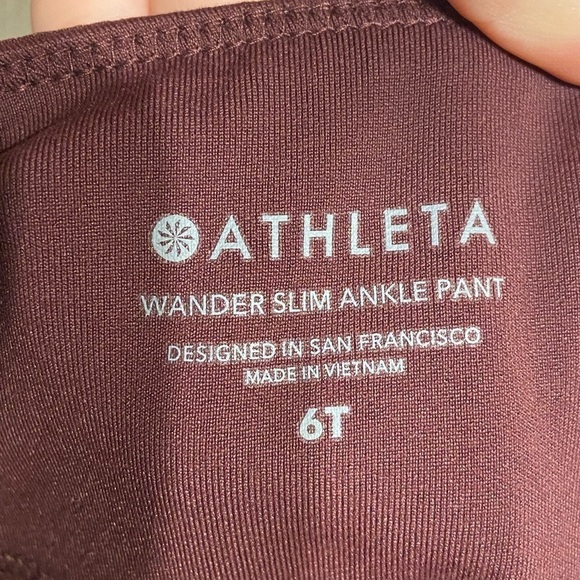 ATHLETA
WANDER SLIM ANKLE PANT
DESIGNED IN SAN FRANCISCO
MADE IN VIETNAM
6T